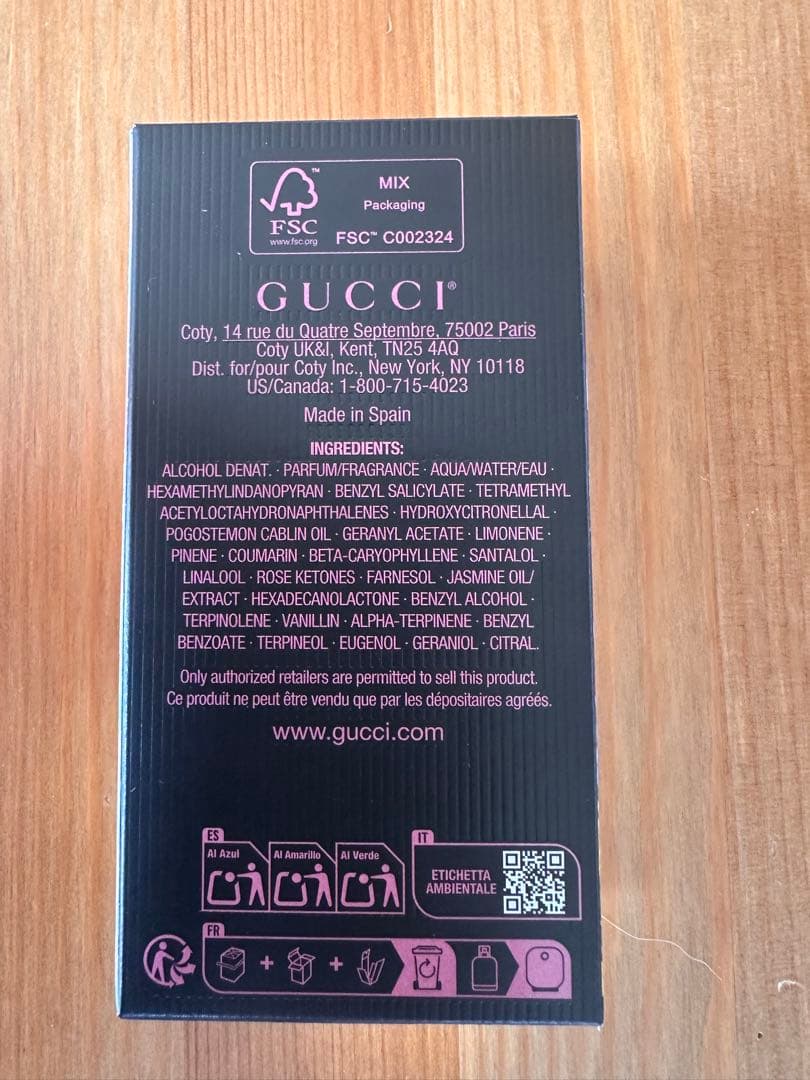 MIX
Packaging
FSC™
www.fsc.org
FSC™ C002324
GUCCI®
Coty, 14 rue du Quatre Septembre, 75002 Paris
Coty UK&I, Kent, TN25 4AQ
Dist. for/pour Coty Inc., New York, NY 10118
US/Canada: 1-800-715-4023
Made in Spain
INGREDIENTS:
ALCOHOL DENAT. · PARFUM/FRAGRANCE · AQUA/WATER/EAU ·
HEXAMETHYLINDANOPYRAN · BENZYL SALICYLATE · TETRAMETHYL
ACETYLOCTAHYDRONAPHTHALENES · HYDROXYCITRONELLAL ·
POGOSTEMON CABLIN OIL · GERANYL ACETATE · LIMONENE ·
PINENE · COUMARIN · BETA-CARYOPHYLLENE · SANTALOL ·
LINALOOL · ROSE KETONES · FARNESOL · JASMINE OIL/
EXTRACT · HEXADECANOLACTONE · BENZYL ALCOHOL ·
TERPINOLENE · VANILLIN · ALPHA-TERPINENE · BENZYL
BENZOATE · TERPINEOL · EUGENOL · GERANIOL · CITRAL.
Only authorized retailers are permitted to sell this product.
Ce produit ne peut être vendu que par les dépositaires agréés.
www.gucci.com
ES
Al Azul
Al Amarillo
Al Verde
IT
ETICHETTA
AMBIENTALE
FR